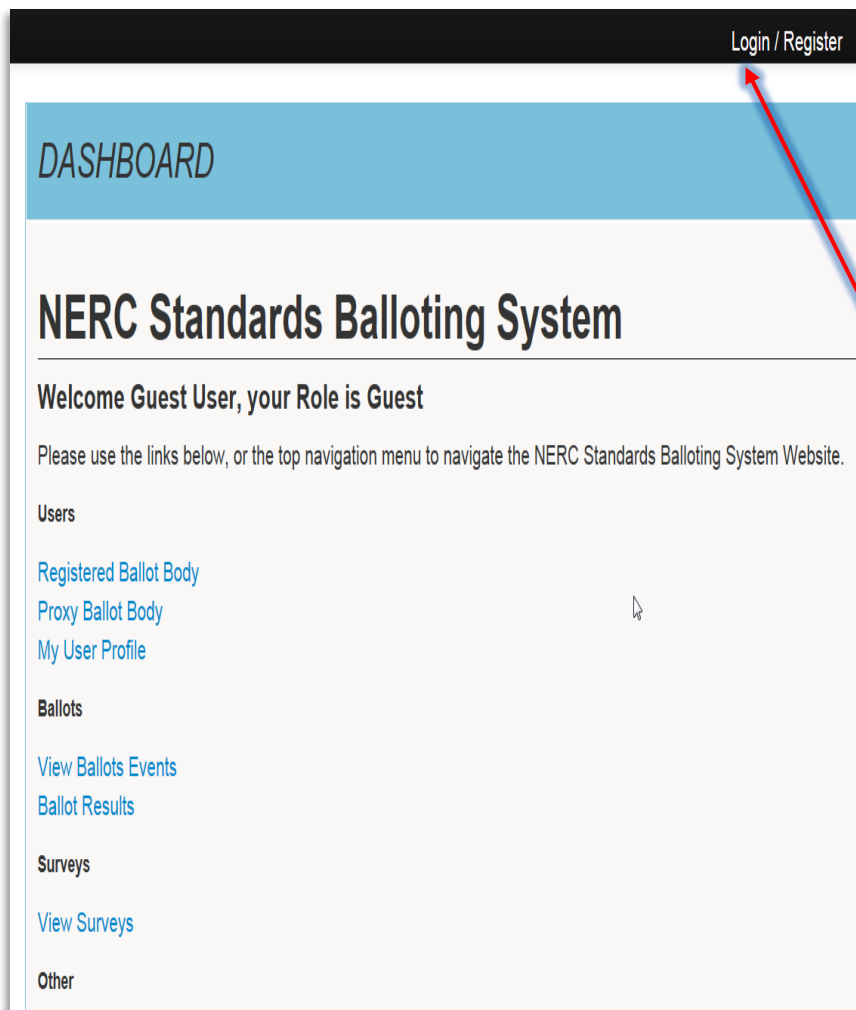 Login / Register
DASHBOARD
NERC Standards Balloting System
Welcome Guest User, your Role is Guest
Please use the links below, or the top navigation menu to navigate the NERC Standards Balloting System Website.
Users
Registered Ballot Body
Proxy Ballot Body
My User Profile
Ballots
View Ballots Events
Ballot Results
Surveys
View Surveys
Other